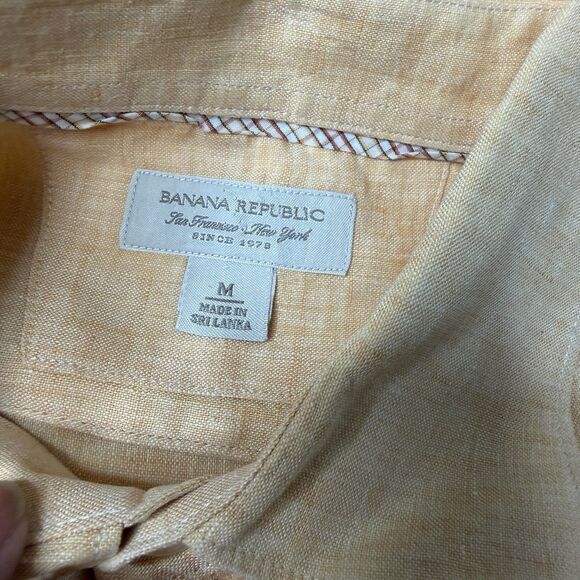 BANANA REPUBLIC
San Francisco · New York
SINCE 1978
M
MADE IN
SRI LANKA